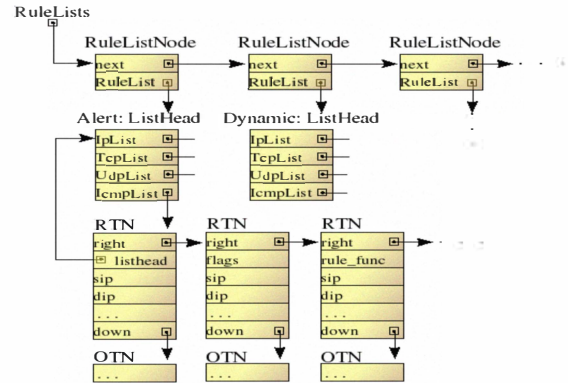 RuleLists
RuleListNode RuleListNode RuleListNode
next next next
RuleList RuleList RuleList
Alert: ListHead Dynamic: ListHead
IpList IpList
TcpList TcpList
UdpList UdpList
IcmpList IcmpList
RTN RTN RTN
right right right
listhead flags rule_func
sip sip sip
dip dip dip
... ... ...
down down down
OTN OTN OTN
... ... ...